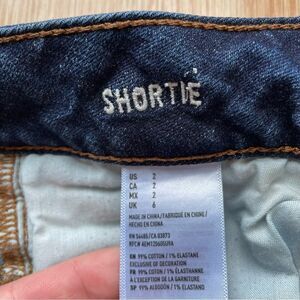 SHORTIE
US 2
CA 2
MX 2
UK 6
MADE IN CHINA/FABRIQUÉ EN CHINE/
HECHO EN CHINA
RN 54485/CA 03873
EN 99% COTTON/1% ELASTANE
EXCLUSIVE OF DECORATION
FR 99% COTON/1% ÉLASTHANNE
À L'EXCEPTION DE LA GARNITURE
SP 99% ALGODÓN/1% ELASTANO